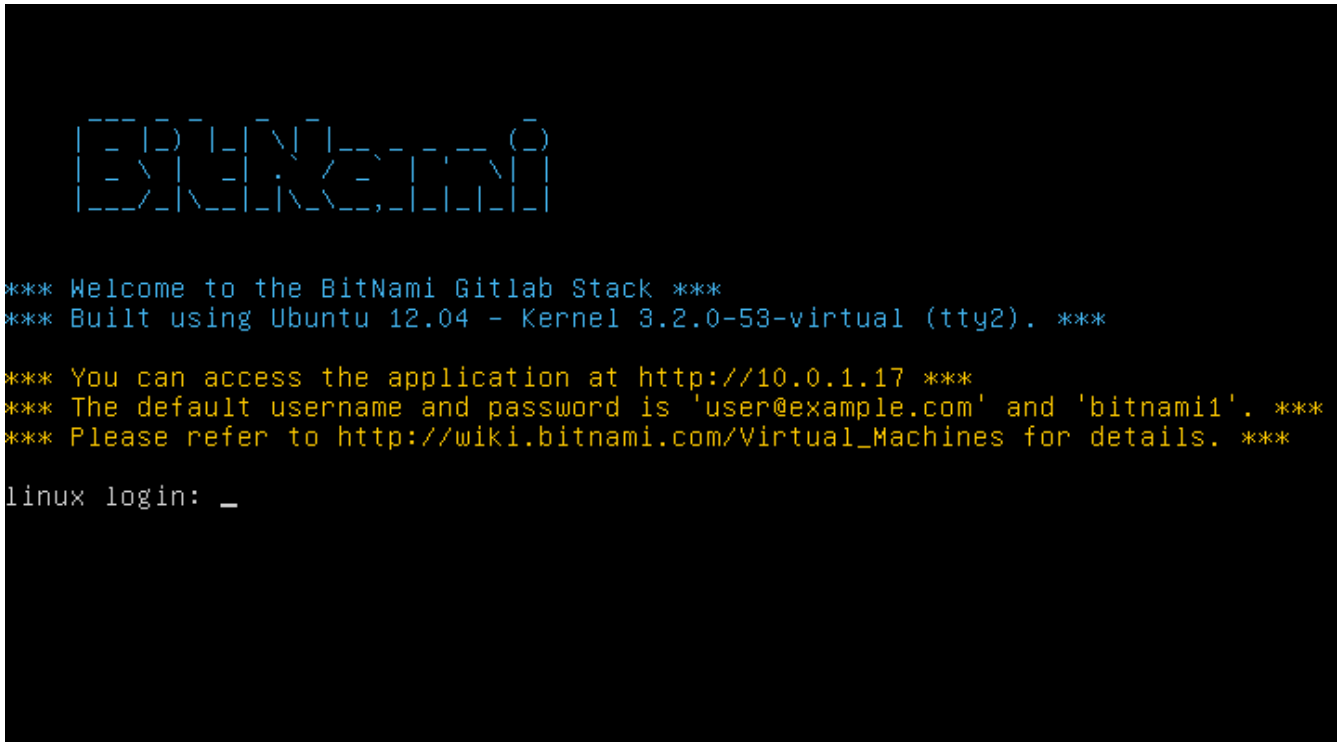 BitNami
*** Welcome to the BitNami Gitlab Stack ***
*** Built using Ubuntu 12.04 - Kernel 3.2.0-53-virtual (tty2). ***
*** You can access the application at http://10.0.1.17 ***
*** The default username and password is 'user@example.com' and 'bitnami1'. ***
*** Please refer to http://wiki.bitnami.com/Virtual_Machines for details. ***
linux login: _